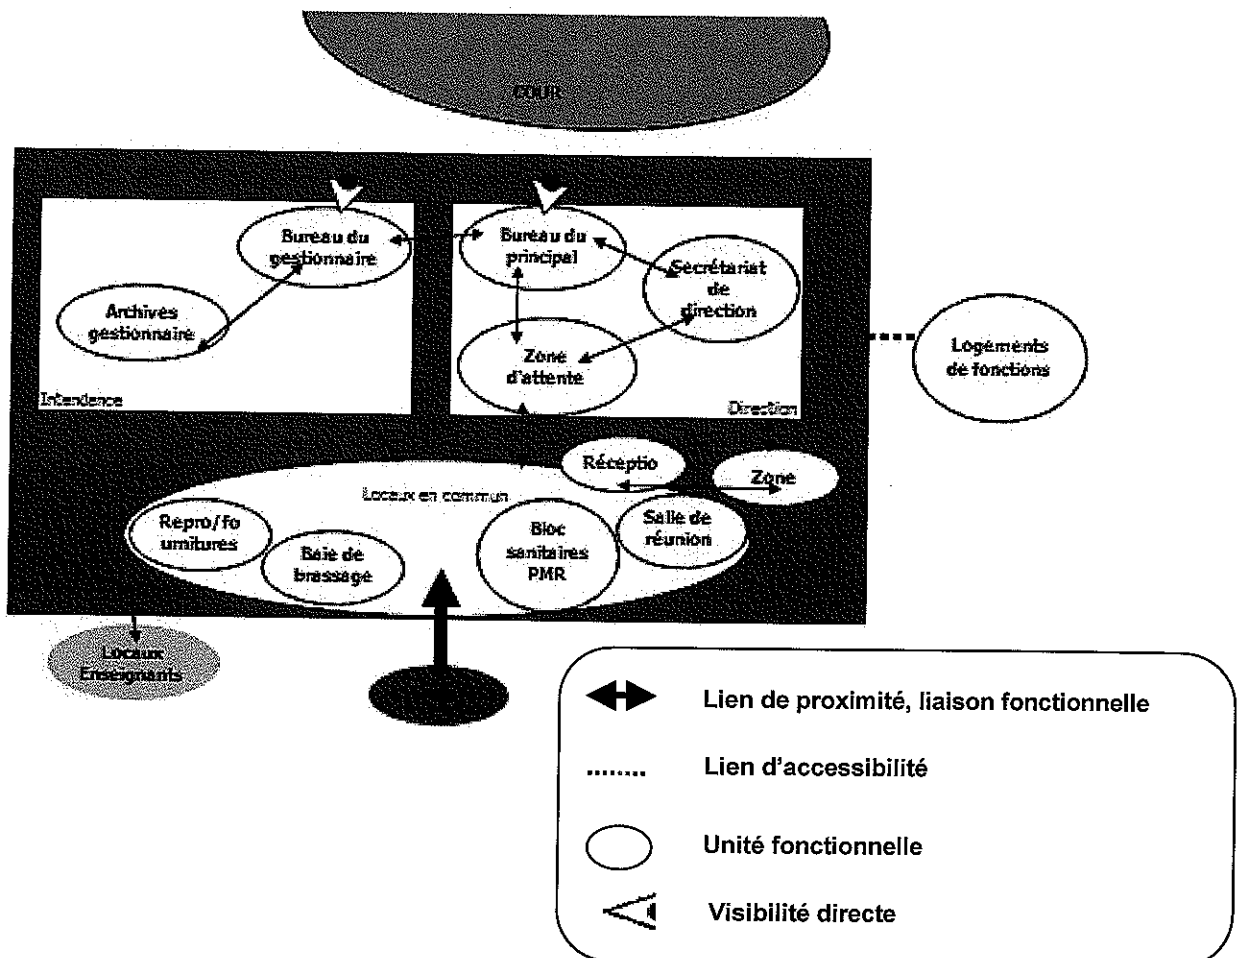 COUR
Bureau du
gestionnaire
Archives
gestionnaire
Intendence
Bureau du
principal
Secrétariat
de
direction
Zone
d'attente
Direction
Logements
de fonctions
Réceptio
Zone
Locaux en commun
Repro/fo
urnitures
Baie de
brassage
Bloc
sanitaires
PMR
Salle de
réunion
Locaux
Enseignants
Lien de proximité, liaison fonctionnelle
Lien d'accessibilité
Unité fonctionnelle
Visibilité directe